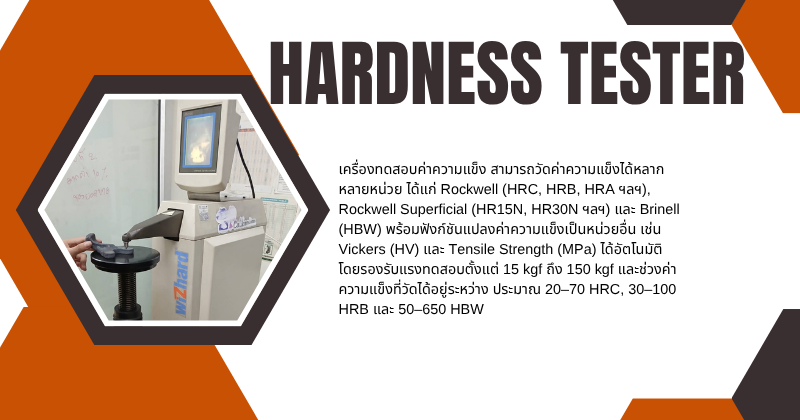 HARDNESS TESTER
เครื่องทดสอบค่าความแข็ง สามารถวัดค่าความแข็งได้หลาก
หลายหน่วย ได้แก่ Rockwell (HRC, HRB, HRA ฯลฯ),
Rockwell Superficial (HR15N, HR30N ฯลฯ) และ Brinell
(HBW) พร้อมฟังก์ชันแปลงค่าความแข็งเป็นหน่วยอื่น เช่น
Vickers (HV) และ Tensile Strength (MPa) ได้อัตโนมัติ
โดยรองรับแรงทดสอบตั้งแต่ 15 kgf ถึง 150 kgf และช่วงค่า
ความแข็งที่วัดได้อยู่ระหว่าง ประมาณ 20–70 HRC, 30–100
HRB และ 50–650 HBW
wizhard